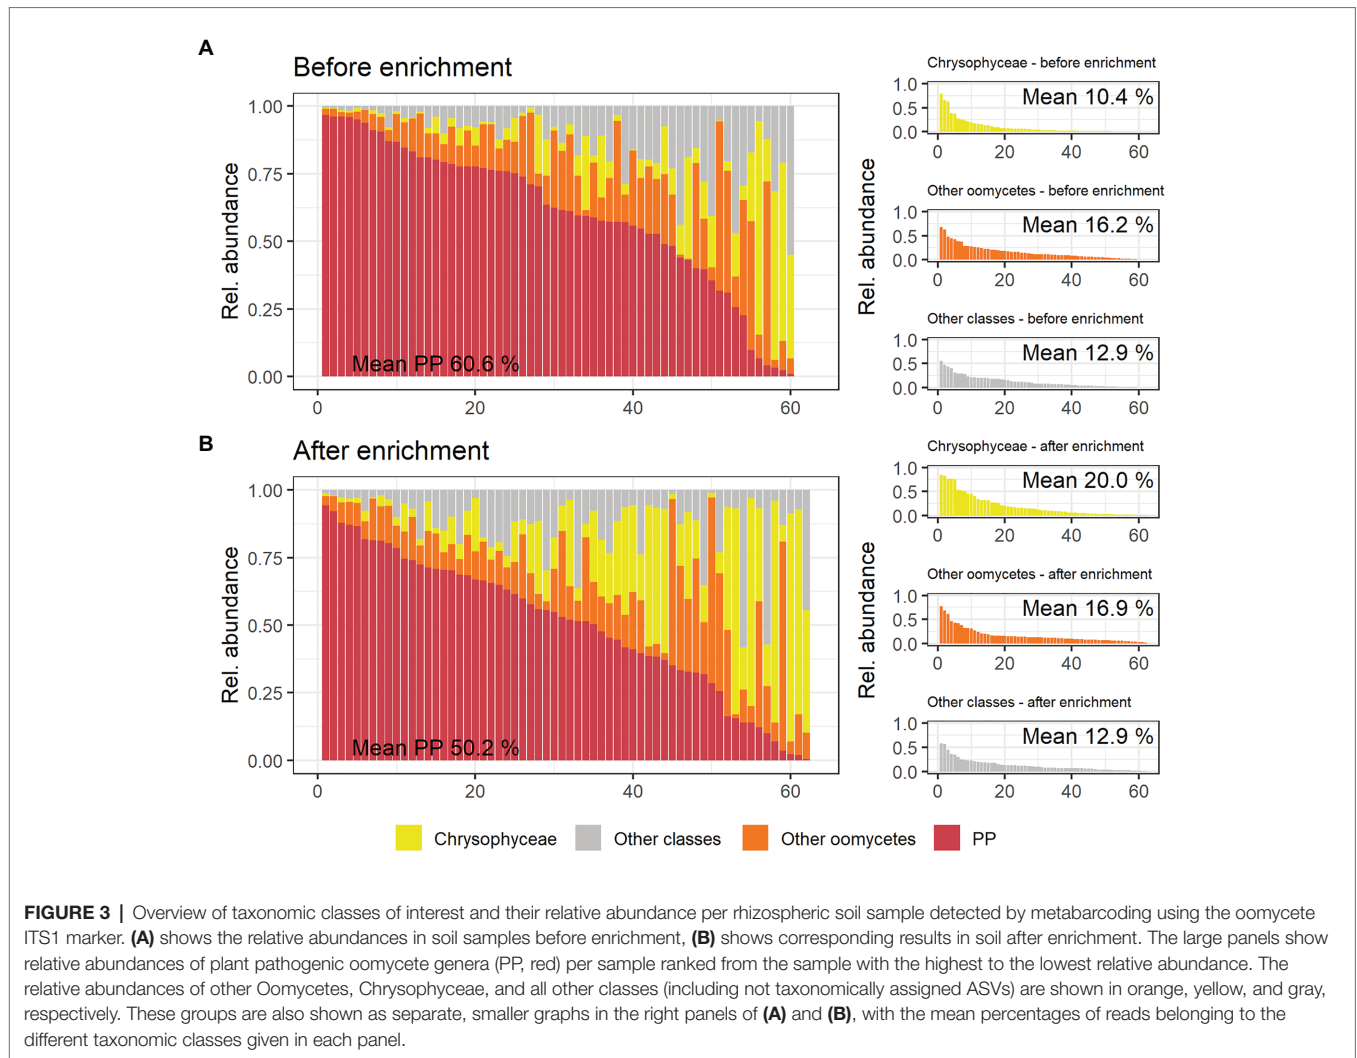 A
Before enrichment
Rel. abundance
1.00
0.75
0.50
0.25
0.00
Mean PP 60.6 %
0
20
40
60
Chrysophyceae - before enrichment
1.0
0.5
0.0
Mean 10.4 %
0
20
40
60
Other oomycetes - before enrichment
1.0
0.5
0.0
Mean 16.2 %
0
20
40
60
Other classes - before enrichment
1.0
0.5
0.0
Mean 12.9 %
0
20
40
60
Rel. abundance
B
After enrichment
Rel. abundance
1.00
0.75
0.50
0.25
0.00
Mean PP 50.2 %
0
20
40
60
Chrysophyceae - after enrichment
1.0
0.5
0.0
Mean 20.0 %
0
20
40
60
Other oomycetes - after enrichment
1.0
0.5
0.0
Mean 16.9 %
0
20
40
60
Other classes - after enrichment
1.0
0.5
0.0
Mean 12.9 %
0
20
40
60
Rel. abundance
Chrysophyceae Other classes Other oomycetes PP
FIGURE 3 | Overview of taxonomic classes of interest and their relative abundance per rhizospheric soil sample detected by metabarcoding using the oomycete
ITS1 marker. (A) shows the relative abundances in soil samples before enrichment, (B) shows corresponding results in soil after enrichment. The large panels show
relative abundances of plant pathogenic oomycete genera (PP, red) per sample ranked from the sample with the highest to the lowest relative abundance. The
relative abundances of other Oomycetes, Chrysophyceae, and all other classes (including not taxonomically assigned ASVs) are shown in orange, yellow, and gray,
respectively. These groups are also shown as separate, smaller graphs in the right panels of (A) and (B), with the mean percentages of reads belonging to the
different taxonomic classes given in each panel.